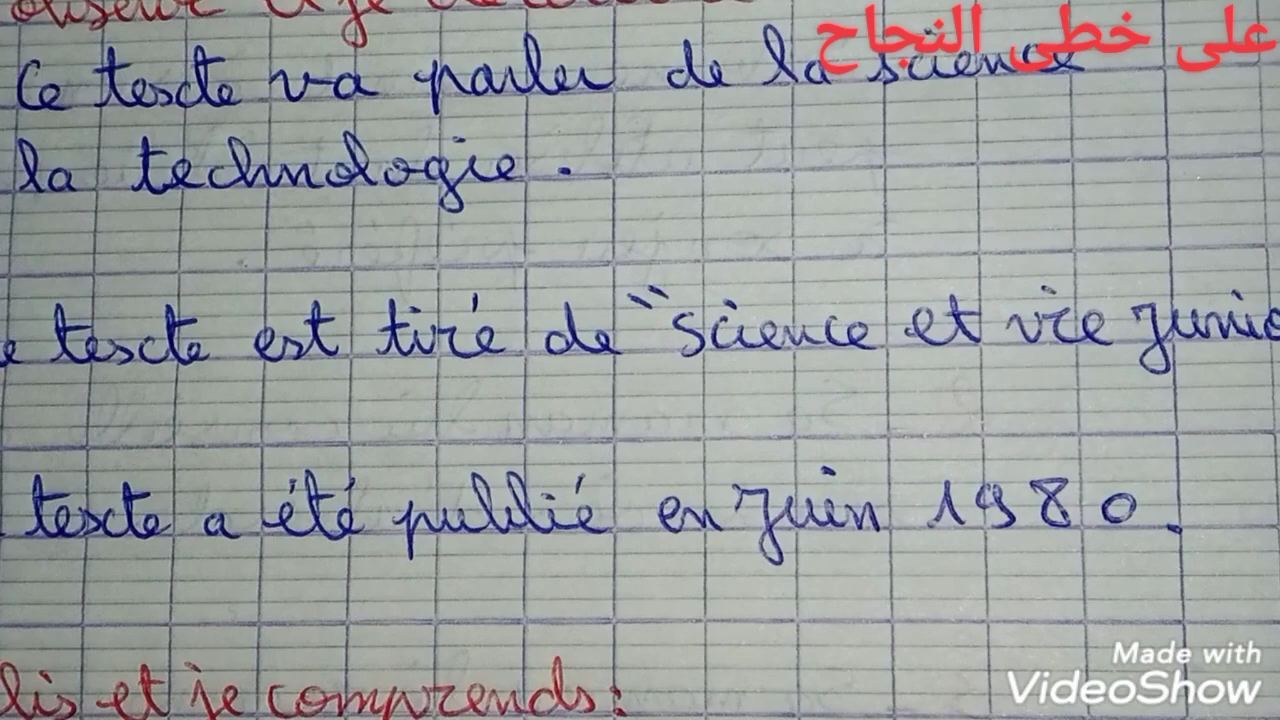 على خطى النجاح
Ce texte va parler de la science
la technologie.
e texte est tiré de "science et vie junio
texte a été publié en juin 1980.
lis et je comprends:
Made with
VideoShow